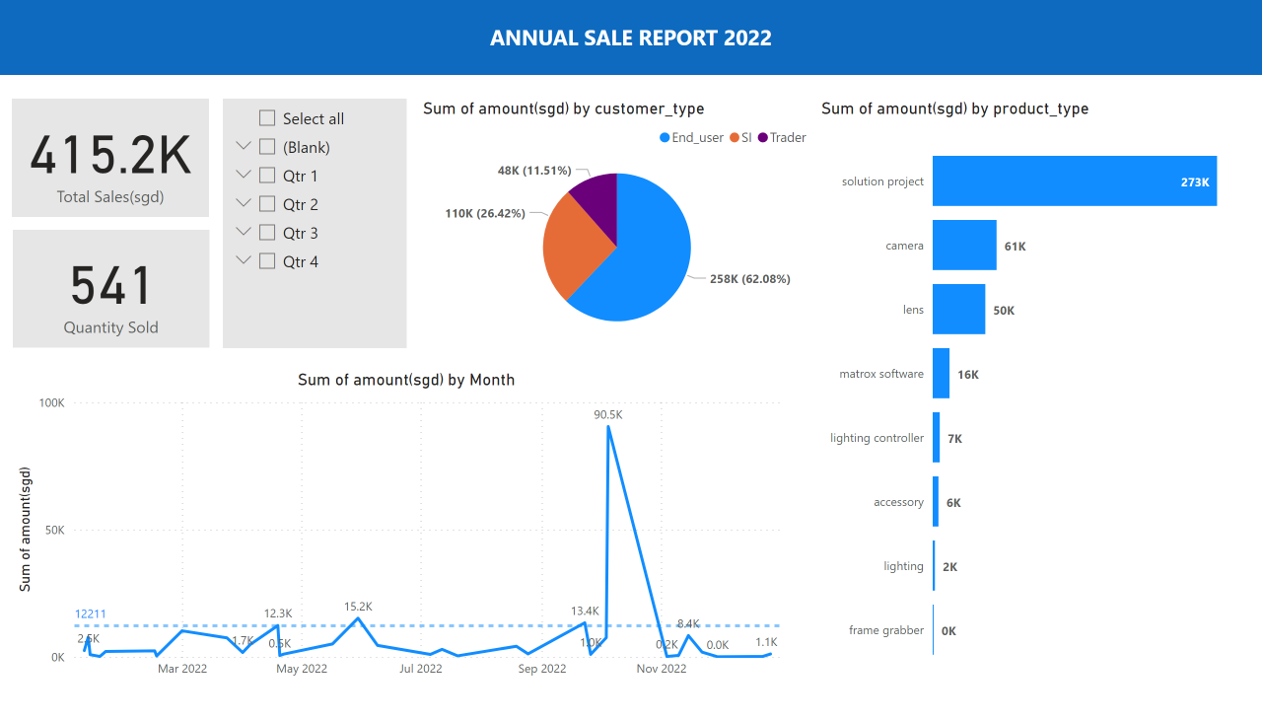 ANNUAL SALE REPORT 2022
415.2K
Total Sales(sgd)
541
Quantity Sold
Select all
(Blank)
Qtr 1
Qtr 2
Qtr 3
Qtr 4
Sum of amount(sgd) by customer_type
End_user SI Trader
48K (11.51%)
110K (26.42%)
258K (62.08%)
Sum of amount(sgd) by product_type
solution project 273K
camera 61K
lens 50K
matrox software 16K
lighting controller 7K
accessory 6K
lighting 2K
frame grabber 0K
Sum of amount(sgd) by Month
Sum of amount(sgd)
100K
50K
0K
12211
1.7K
12.3K
0.5K
15.2K
13.4K
1.0K
90.5K
0.2K
8.4K
0.0K
1.1K
Mar 2022 May 2022 Jul 2022 Sep 2022 Nov 2022